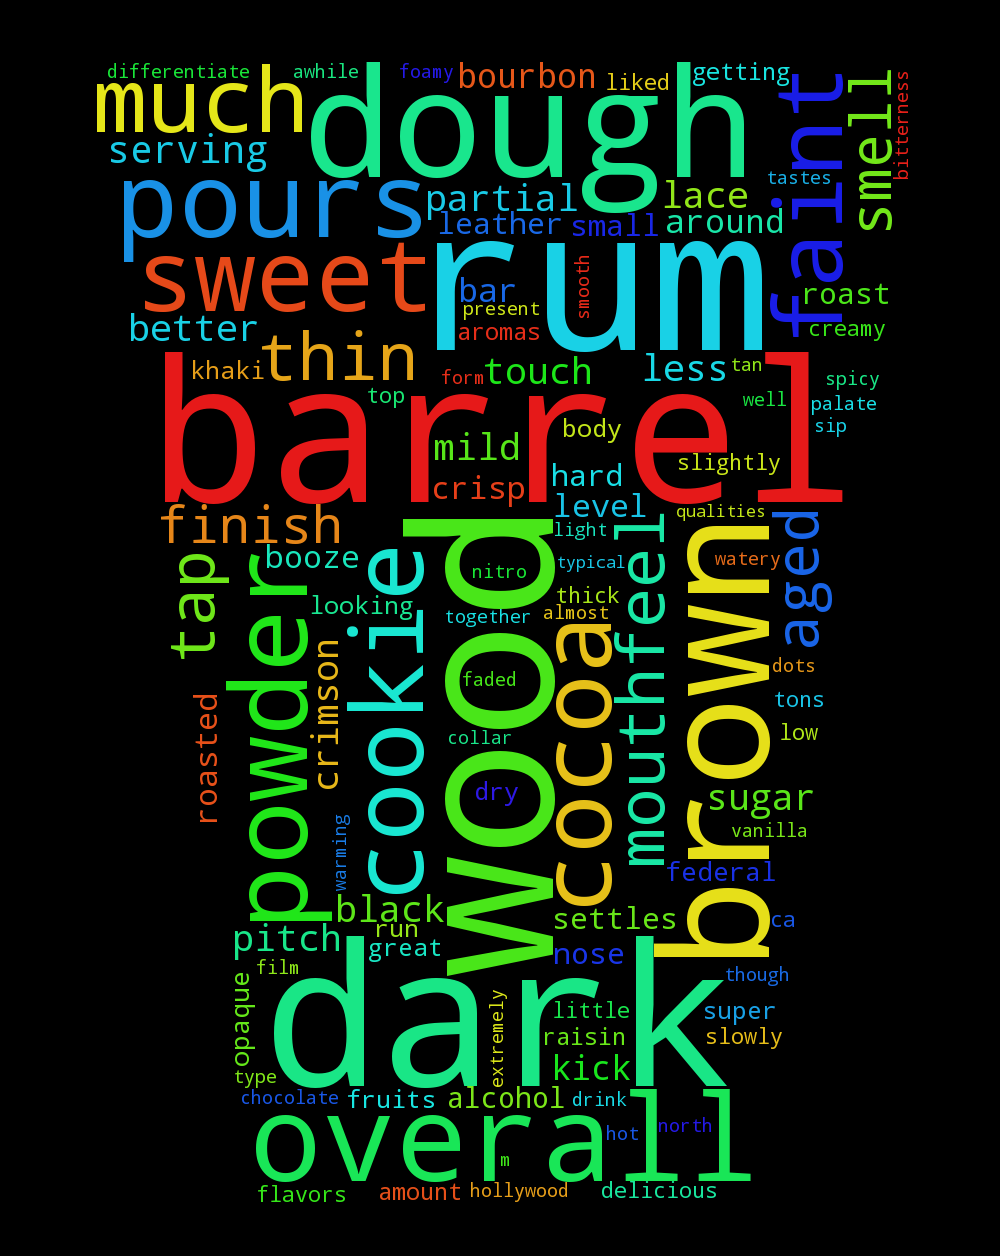 differentiate
awhile
foamy
bourbon
liked
getting
much
dough
faint
smell
bitterness
serving
tastes
pours
partial
lace
leather
small
around
sweet
rum
bar
smooth
roast
present
better
aromas
creamy
thin
khaki
form
touch
less
tan
spicy
top
well
palate
barrel
sip
body
mild
slightly
crisp
hard
level
qualities
finish
light
aged
tap
powder
booze
cookie
wood
nitro
typical
mouthfeel
brown
watery
looking
thick
together
almost
cocoa
crimson
faded
dots
roasted
tons
collar
low
dry
sugar
warming
vanilla
federal
black
run
settles
ca
pitch
great
nose
film
though
opaque
dark
extremely
little
super
raisin
slowly
kick
type
chocolate
fruits
alcohol
drink
overall
hot
north
m
flavors
amount
hollywood
delicious